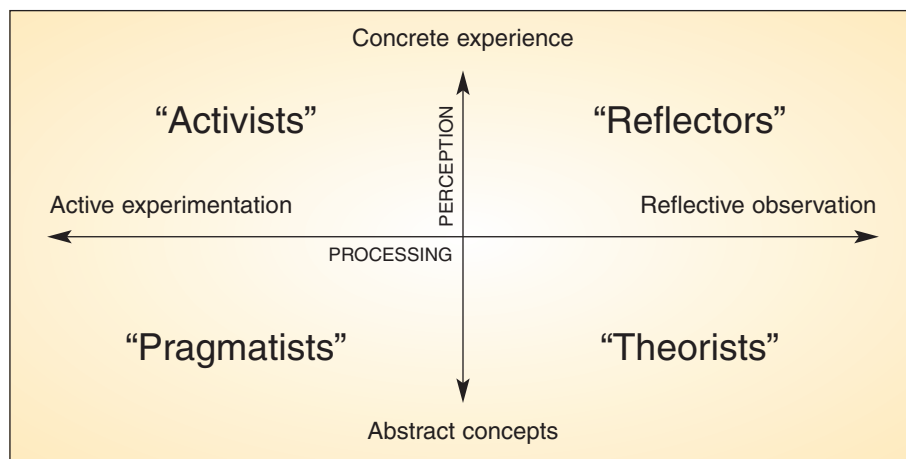 Concrete experience
“Activists”
“Reflectors”
PERCEPTION
Active experimentation
Reflective observation
PROCESSING
“Pragmatists”
“Theorists”
Abstract concepts